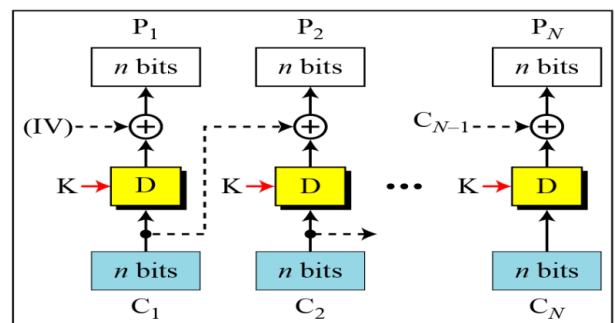 P1 P2 PN
n bits n bits n bits
(IV) + + CN–1 +
K D K D ... K D
n bits n bits n bits
C1 C2 CN